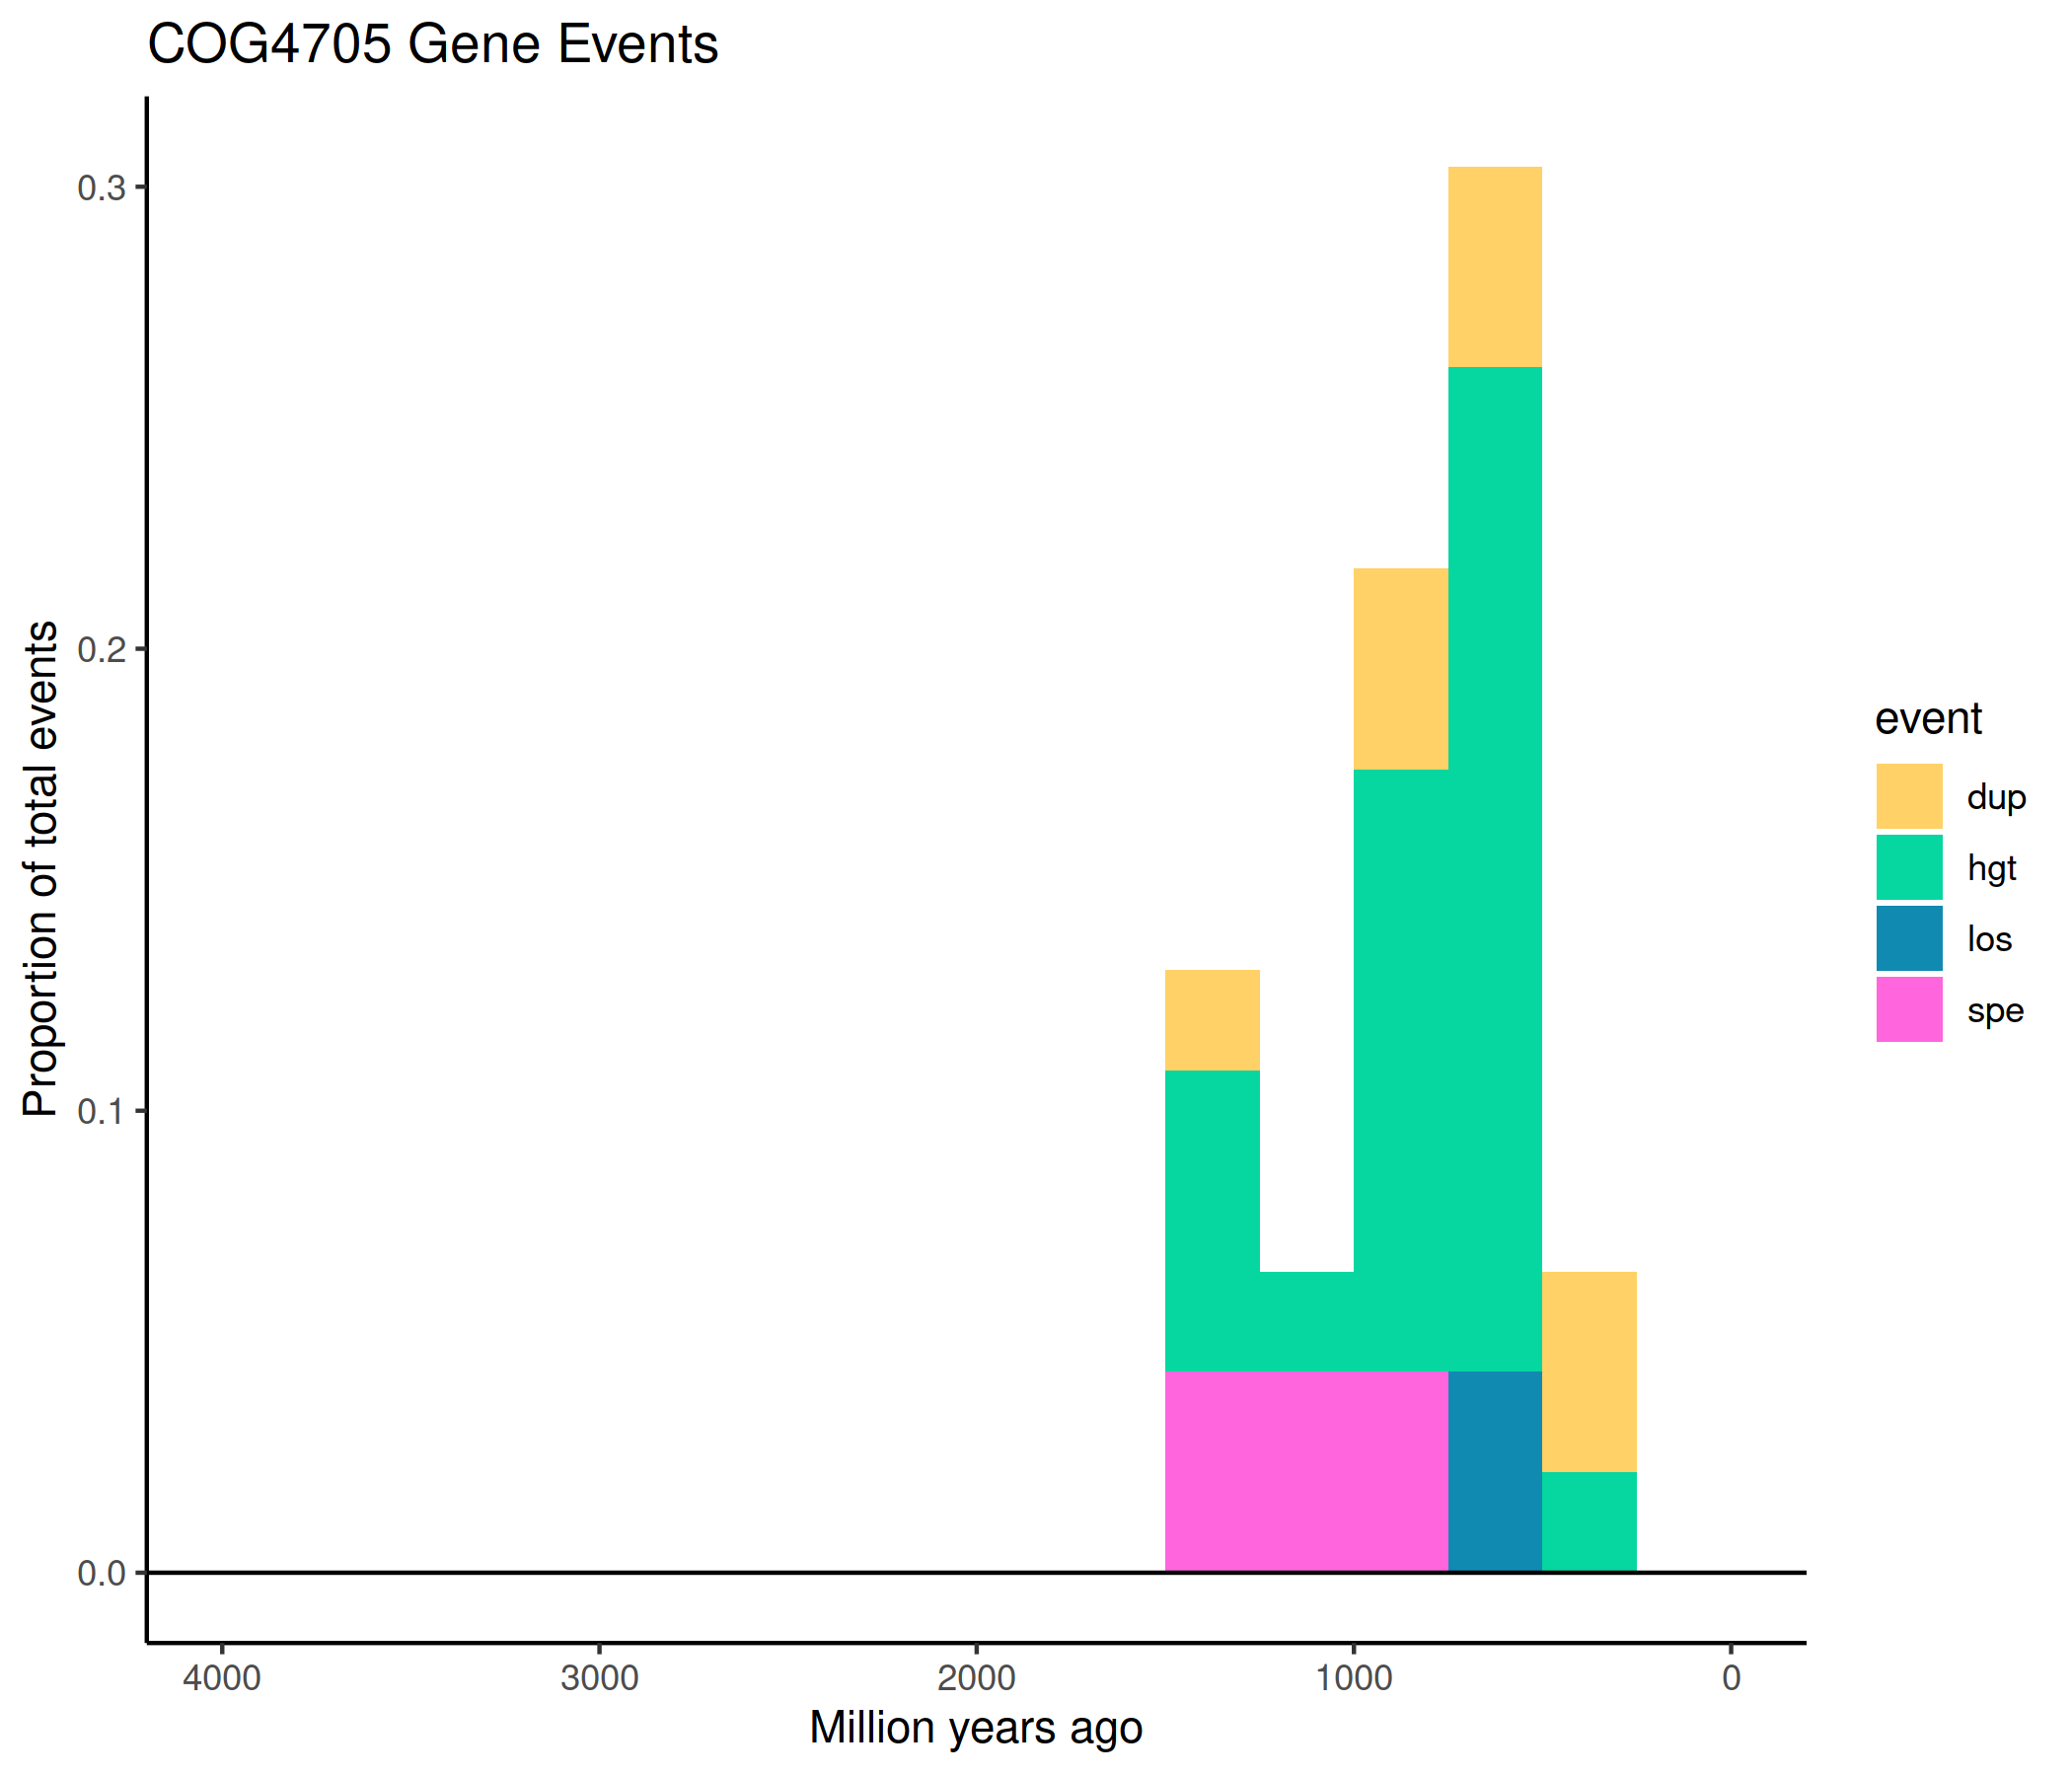 COG4705 Gene Events
Proportion of total events
0.3
0.2
0.1
0.0
4000 3000 2000 1000 0
Million years ago
event
dup
hgt
los
spe